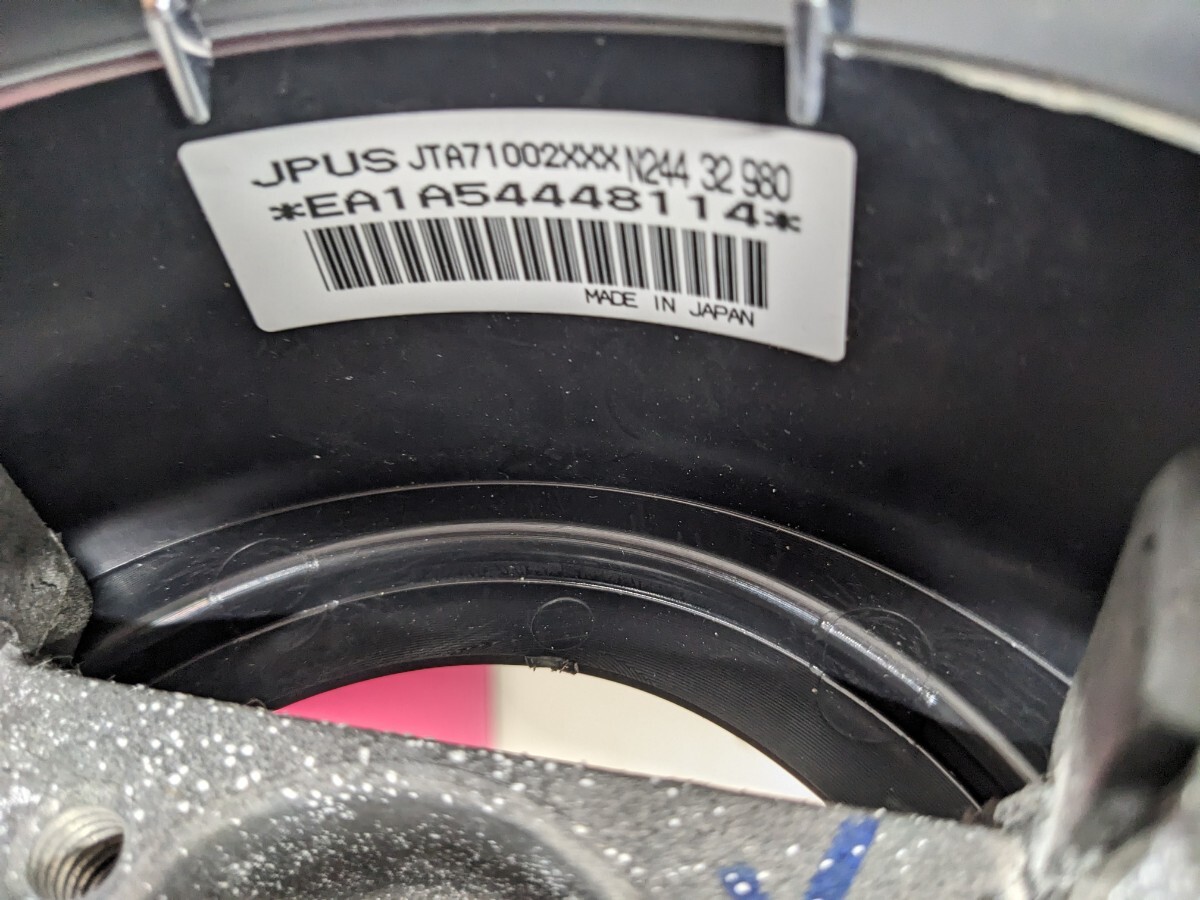 JPUS JTA71002XXX N244 32 980
*EA1A54448114*
MADE IN JAPAN